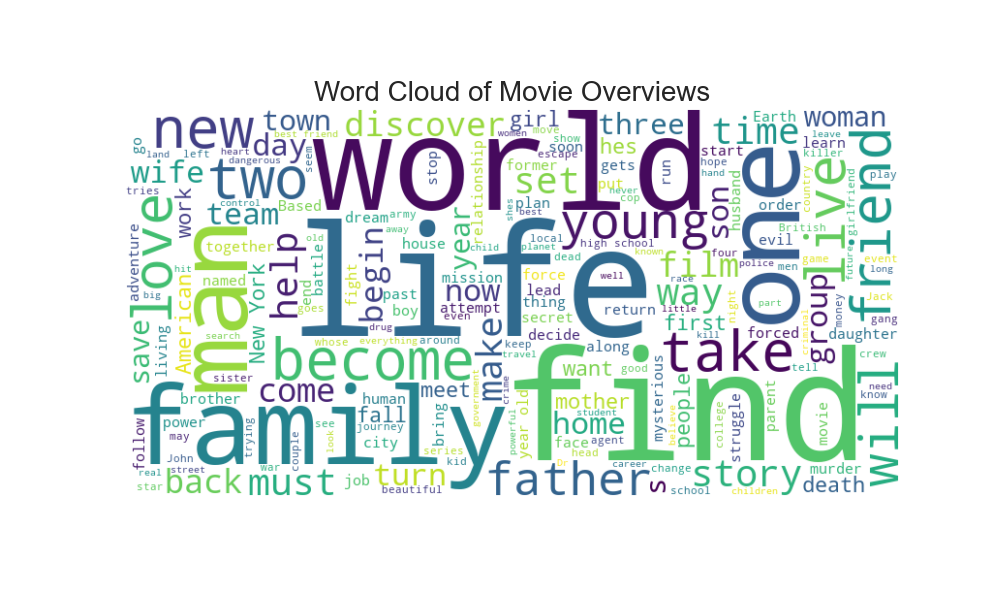 Word Cloud of Movie Overviews
new
town
discover
girl
women
move
three
time
Earth
woman
go
best friend
show
soon
hes
leave
land
left
heart
day
world
stop
former
escape
run
start
hope
learn
killer
wife
dangerous
seem
two
relationship
gets
set
put
never
hand
cop
one
country
play
tries
control
Based
dream
army
shes
best
plan
young
son
husband
order
British
live
girlfriend
friend
love
work
team
together
old
away
year
house
child
planet
local
dead
high school
four
evil
men
game
future
event
long
adventure
hit
named
help
end
battle
fight
begin
life
mission
force
well
known
film
police
race
night
part
Jack
money
gang
big
man
American
New York
goes
past
boy
now
attempt
lead
thing
secret
return
way
little
first
forced
criminal
group
daughter
save
living
search
drug
even
decide
along
kill
take
tell
crew
sister
whose
everything
around
make
keep
travel
want
good
become
need
know
will
brother
come
human
meet
crime
mysterious
people
believe
college
struggle
parent
movie
family
find
power
follow
may
trying
see
look
fall
journey
bring
government
powerful
year old
student
mother
home
John
street
couple
city
series
kid
face
agent
head
change
real
war
turn
father
Dr
career
story
murder
star
back
must
job
beautiful
s
school
children
death